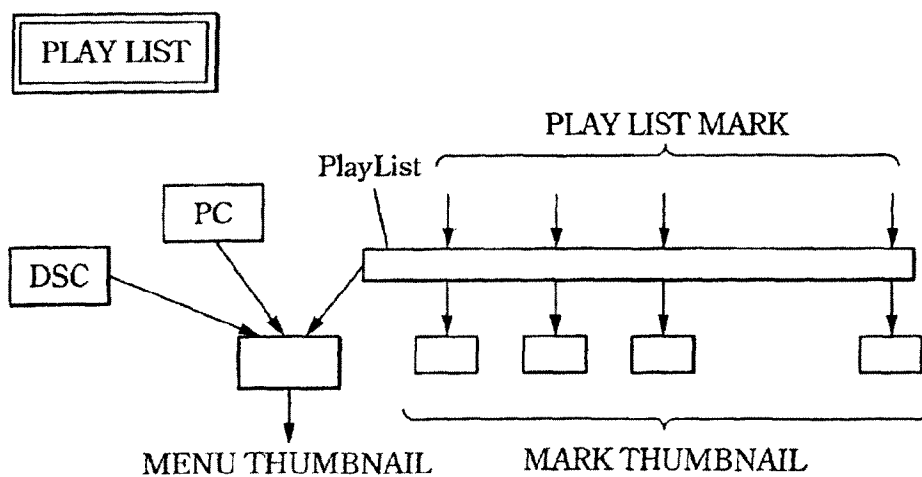 PLAY LIST
PLAY LIST MARK
PlayList
PC
DSC
MENU THUMBNAIL
MARK THUMBNAIL